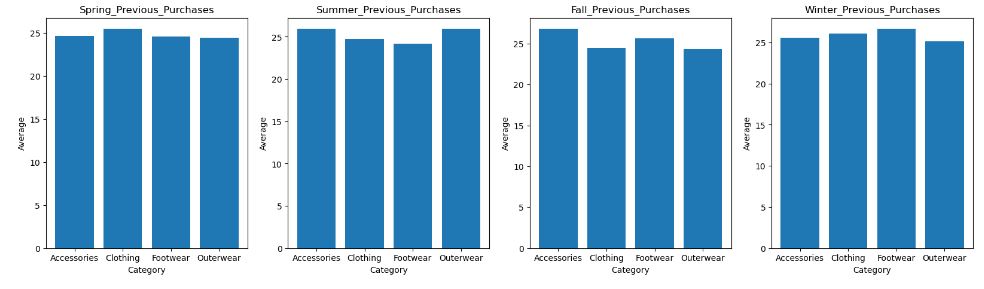 Spring_Previous_Purchases
25
20
15
10
5
0
Average
Accessories Clothing Footwear Outerwear
Category
Summer_Previous_Purchases
25
20
15
10
5
0
Average
Accessories Clothing Footwear Outerwear
Category
Fall_Previous_Purchases
25
20
15
10
5
0
Average
Accessories Clothing Footwear Outerwear
Category
Winter_Previous_Purchases
25
20
15
10
5
0
Average
Accessories Clothing Footwear Outerwear
Category